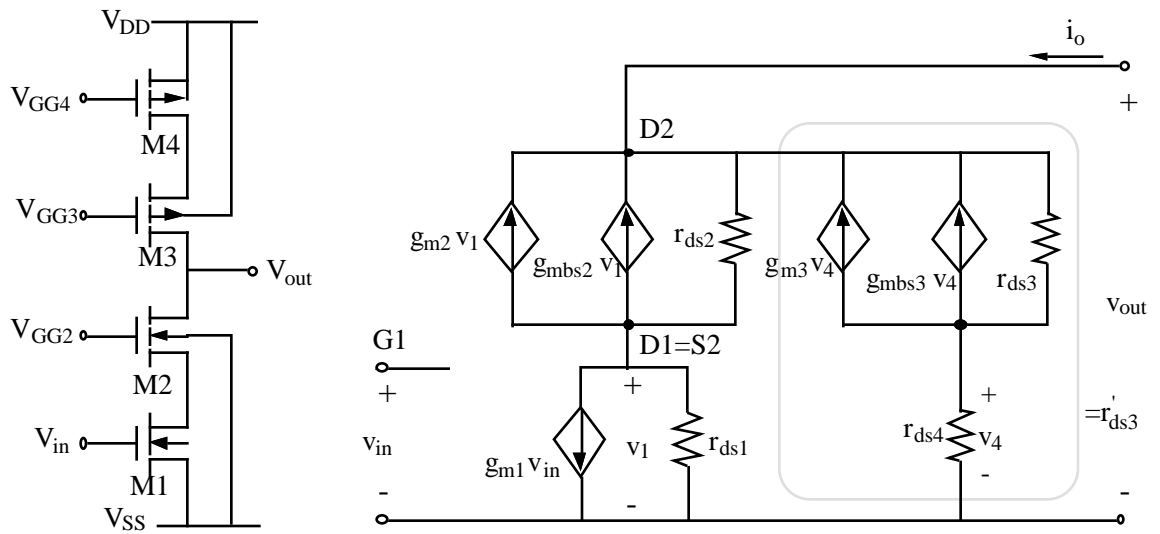 V_DD
V_GG4
M4
V_GG3
M3
V_out
V_GG2
M2
V_in
M1
V_SS
i_o
+
D2
g_m2 v_1
g_mbs2 v_1
r_ds2
g_m3 v_4
g_mbs3 v_4
r_ds3
v_out
G1
D1=S2
+
v_in
-
g_m1 v_in
+
v_1
-
r_ds1
r_ds4
+
v_4
-
=r'_ds3
-